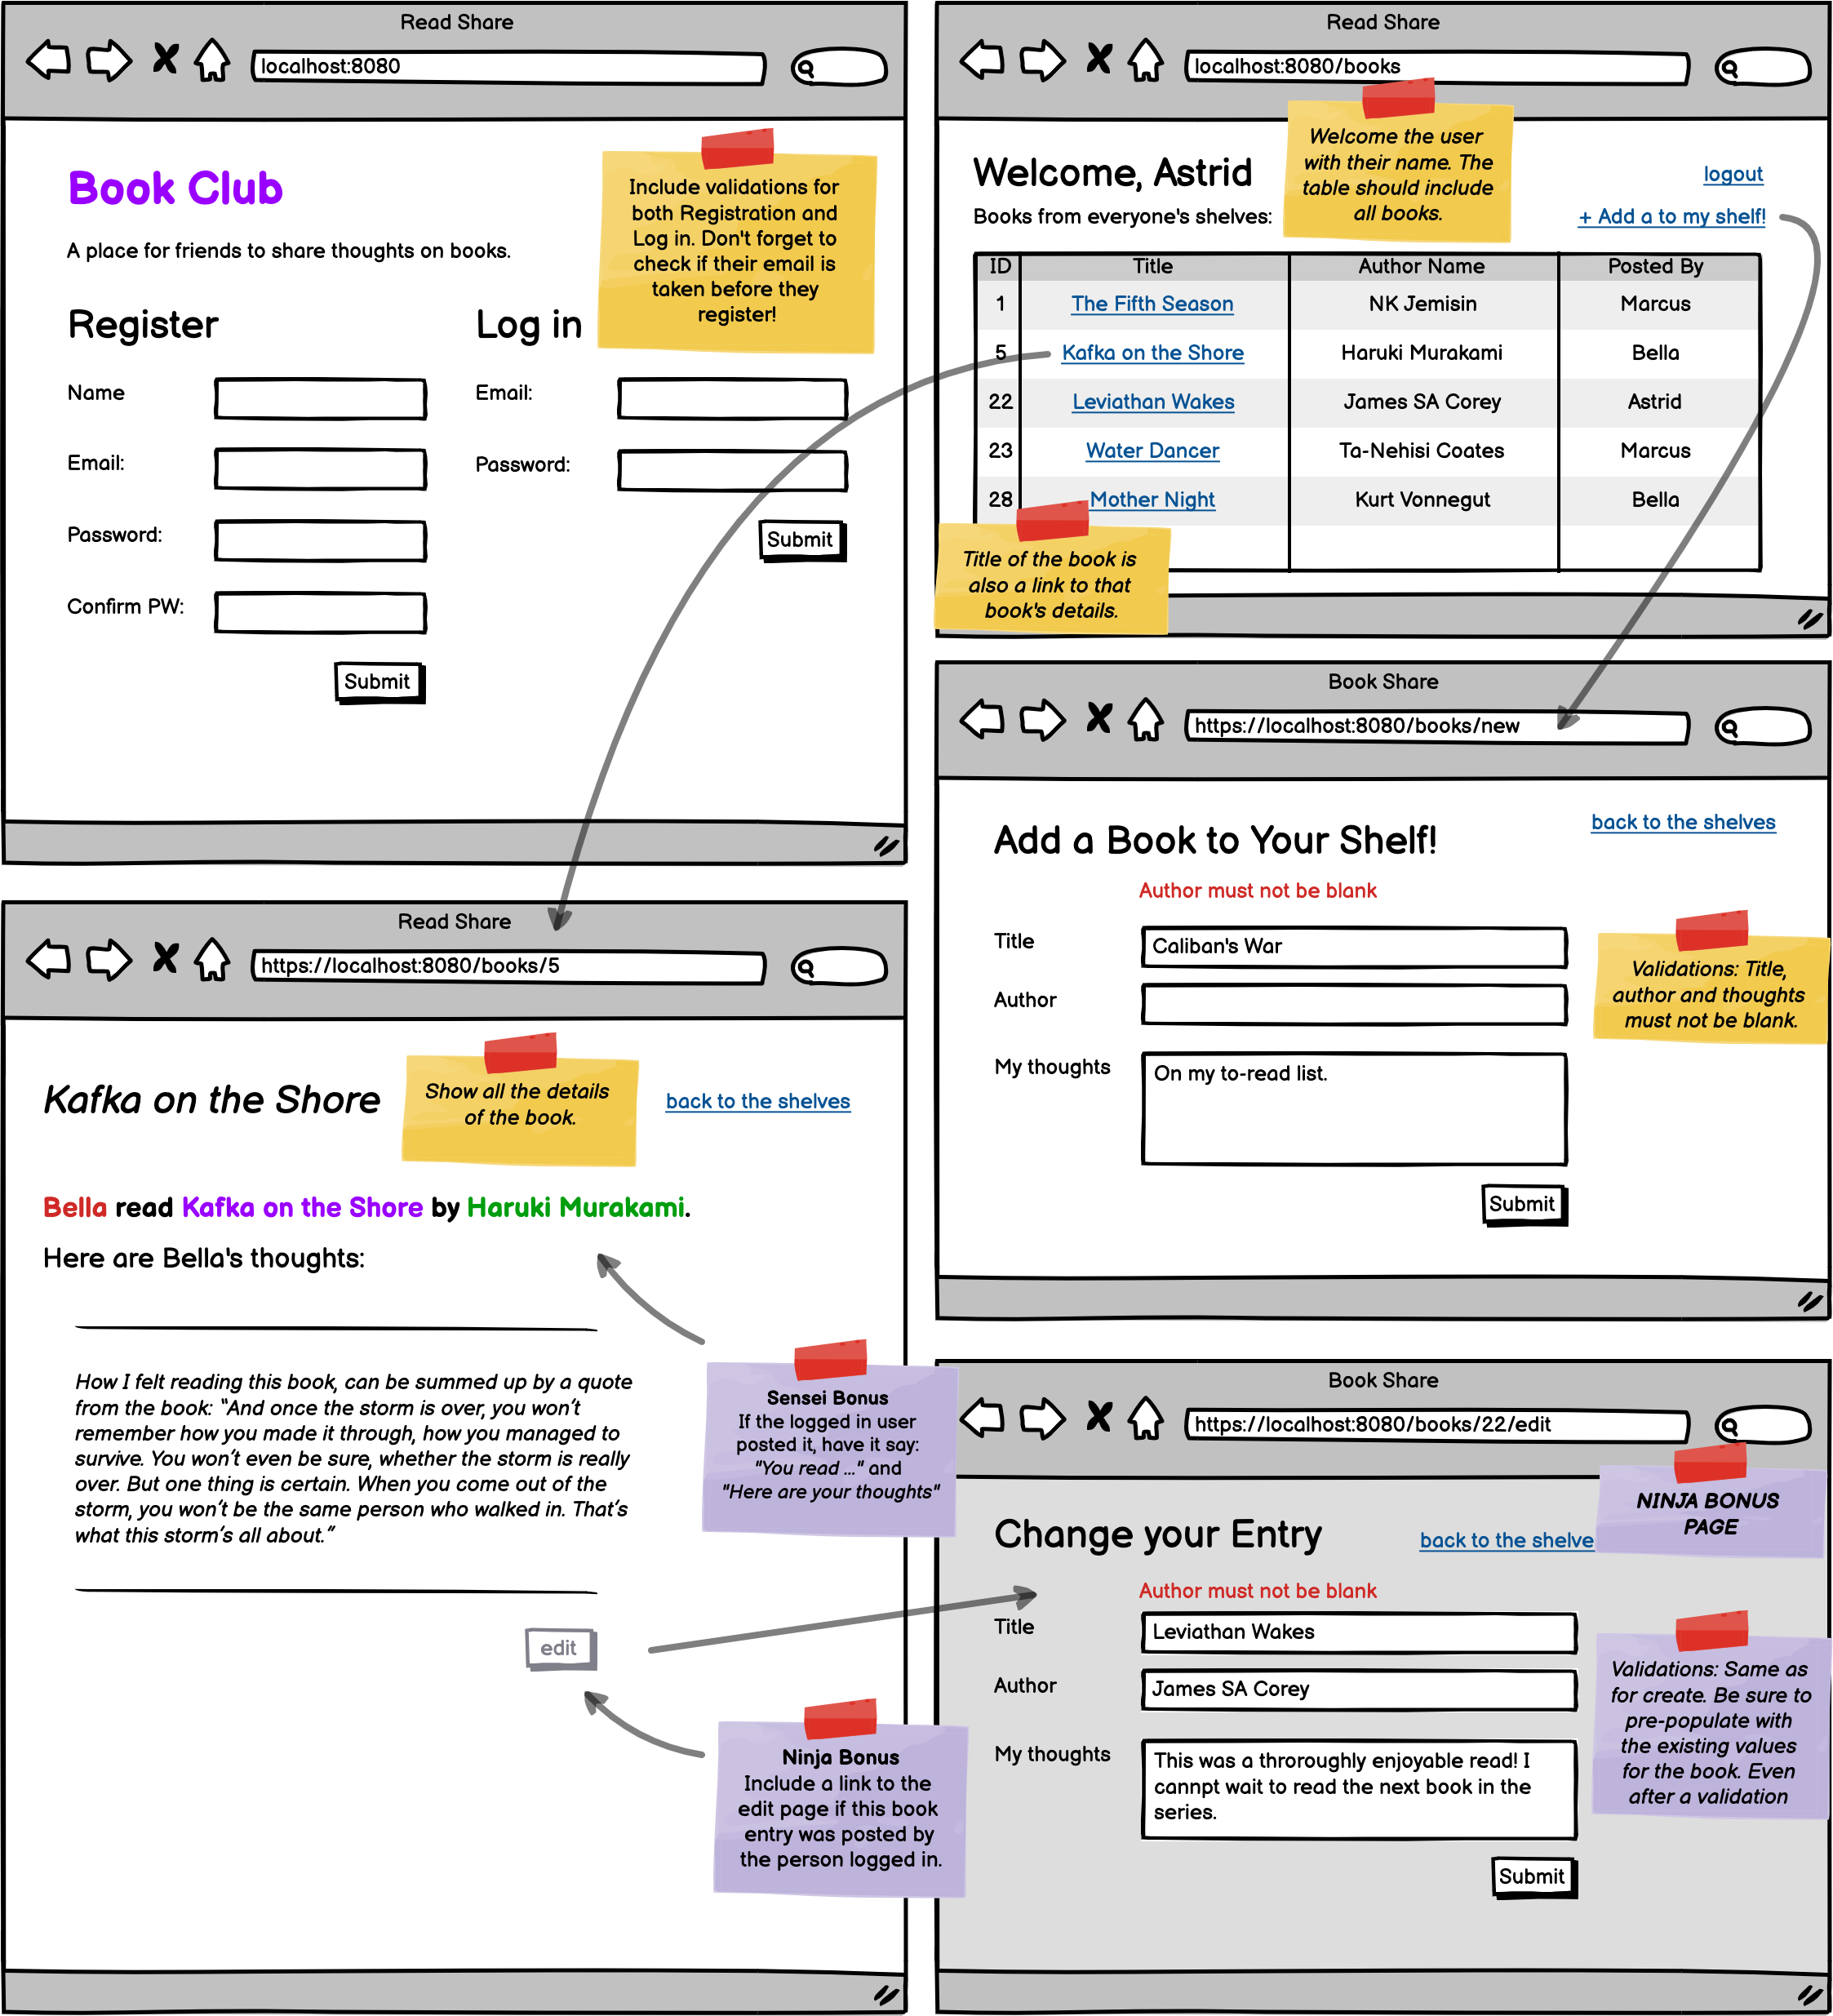 Read Share
localhost:8080
Book Club
A place for friends to share thoughts on books.
Include validations for
both Registration and
Log in. Don't forget to
check if their email is
taken before they
register!
Register
Name
Email:
Password:
Confirm PW:
Submit
Log in
Email:
Password:
Submit
Read Share
localhost:8080/books
Welcome the user
with their name. The
table should include
all books.
Welcome, Astrid
logout
Books from everyone's shelves:
+ Add a to my shelf!
ID Title Author Name Posted By
1 The Fifth Season NK Jemisin Marcus
5 Kafka on the Shore Haruki Murakami Bella
22 Leviathan Wakes James SA Corey Astrid
23 Water Dancer Ta-Nehisi Coates Marcus
28 Mother Night Kurt Vonnegut Bella
Title of the book is
also a link to that
book's details.
Book Share
https://localhost:8080/books/new
back to the shelves
Add a Book to Your Shelf!
Author must not be blank
Title
Caliban's War
Author
My thoughts
On my to-read list.
Submit
Validations: Title,
author and thoughts
must not be blank.
Read Share
https://localhost:8080/books/5
Kafka on the Shore
Show all the details
of the book.
back to the shelves
Bella read Kafka on the Shore by Haruki Murakami.
Here are Bella's thoughts:
How I felt reading this book, can be summed up by a quote
from the book: “And once the storm is over, you won’t
remember how you made it through, how you managed to
survive. You won’t even be sure, whether the storm is really
over. But one thing is certain. When you come out of the
storm, you won’t be the same person who walked in. That’s
what this storm’s all about.”
edit
Sensei Bonus
If the logged in user
posted it, have it say:
"You read ..." and
"Here are your thoughts"
Ninja Bonus
Include a link to the
edit page if this book
entry was posted by
the person logged in.
Book Share
https://localhost:8080/books/22/edit
NINJA BONUS
PAGE
Change your Entry
back to the shelve
Author must not be blank
Title
Leviathan Wakes
Author
James SA Corey
My thoughts
This was a throroughly enjoyable read! I
cannpt wait to read the next book in the
series.
Submit
Validations: Same as
for create. Be sure to
pre-populate with
the existing values
for the book. Even
after a validation